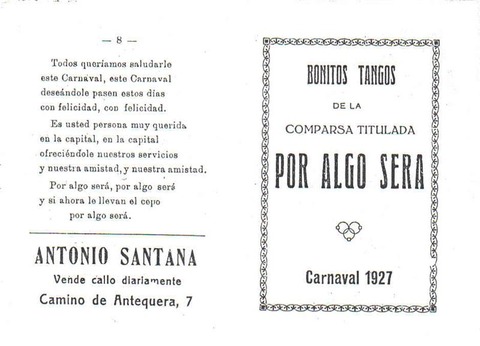 — 8 —
Todos queríamos saludarle
este Carnaval, este Carnaval
deseándole pasen estos días
con felicidad, con felicidad.
Es usted persona muy querida
en la capital, en la capital
ofreciéndole nuestros servicios
y nuestra amistad, y nuestra amistad.
Por algo será, por algo será
y si ahora le llevan el cepo
por algo será.
ANTONIO SANTANA
Vende callo diariamente
Camino de Antequera, 7
BONITOS TANGOS
DE LA
COMPARSA TITULADA
POR ALGO SERA
Carnaval 1927